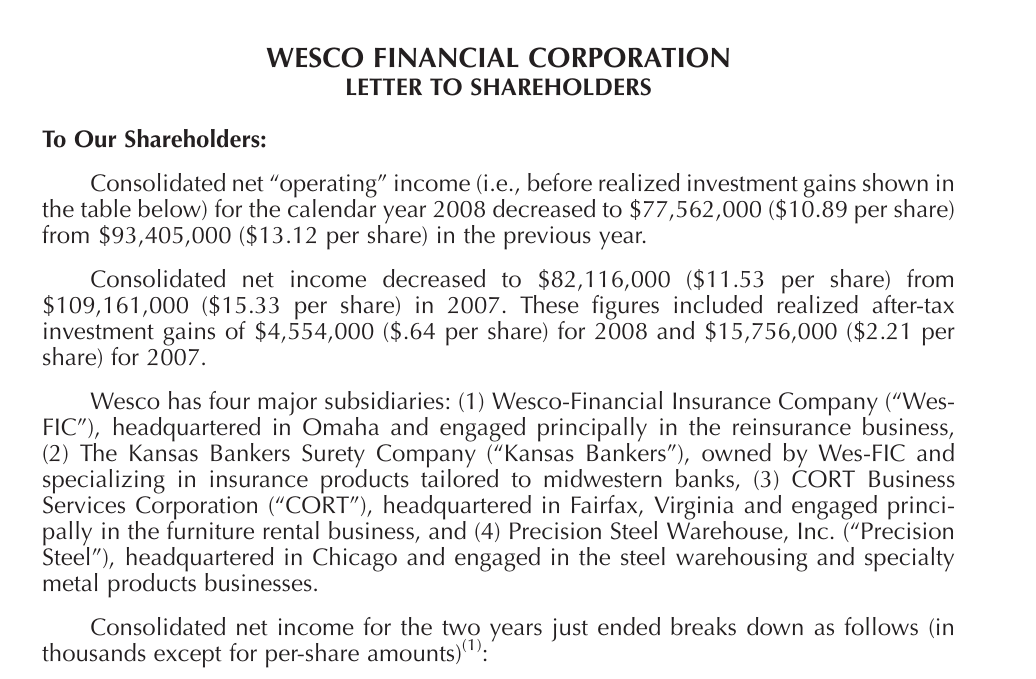 WESCO FINANCIAL CORPORATION
LETTER TO SHAREHOLDERS
To Our Shareholders:
Consolidated net “operating” income (i.e., before realized investment gains shown in
the table below) for the calendar year 2008 decreased to $77,562,000 ($10.89 per share)
from $93,405,000 ($13.12 per share) in the previous year.
Consolidated net income decreased to $82,116,000 ($11.53 per share) from
$109,161,000 ($15.33 per share) in 2007. These figures included realized after-tax
investment gains of $4,554,000 ($.64 per share) for 2008 and $15,756,000 ($2.21 per
share) for 2007.
Wesco has four major subsidiaries: (1) Wesco-Financial Insurance Company (“Wes-
FIC”), headquartered in Omaha and engaged principally in the reinsurance business,
(2) The Kansas Bankers Surety Company (“Kansas Bankers”), owned by Wes-FIC and
specializing in insurance products tailored to midwestern banks, (3) CORT Business
Services Corporation (“CORT”), headquartered in Fairfax, Virginia and engaged princi-
pally in the furniture rental business, and (4) Precision Steel Warehouse, Inc. (“Precision
Steel”), headquartered in Chicago and engaged in the steel warehousing and specialty
metal products businesses.
Consolidated net income for the two years just ended breaks down as follows (in
thousands except for per-share amounts)(1):